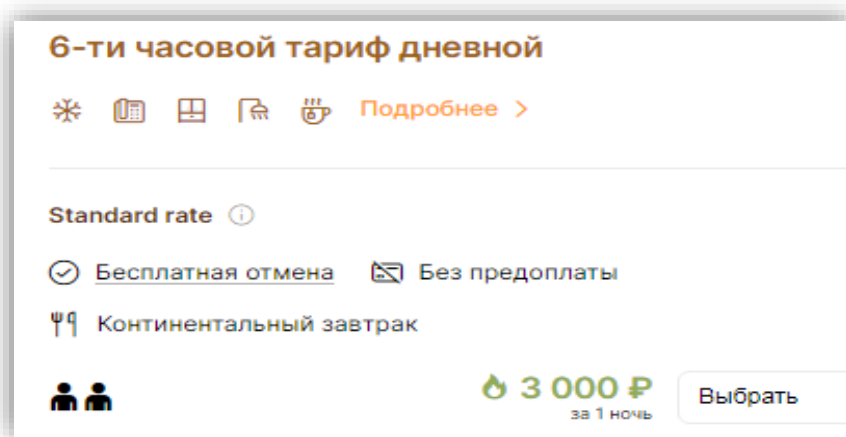 6-ти часовой тариф дневной
Подробнее >
Standard rate
Бесплатная отмена Без предоплаты
Континентальный завтрак
3 000 ₽ Выбрать
за 1 ночь